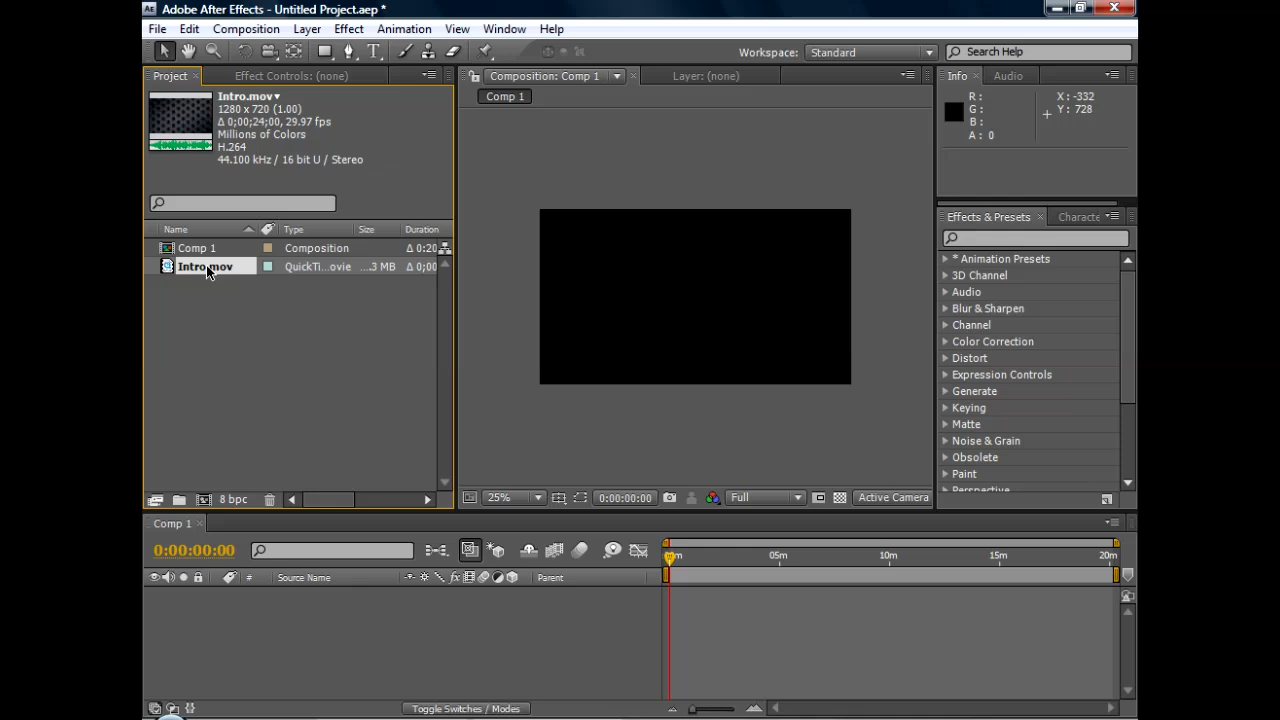 AE Adobe After Effects - Untitled Project.aep *
File Edit Composition Layer Effect Animation View Window Help
Workspace: Standard Search Help
Project × Effect Controls: (none) Composition: Comp 1 × Layer: (none) Info × Audio
Intro.mov▾
1280 x 720 (1.00)
Δ 0;00;24;00, 29.97 fps
Millions of Colors
H.264
44.100 kHz / 16 bit U / Stereo
Comp 1
R :
G :
B :
A : 0
X : -332
Y : 728
Name Type Size Duration
Comp 1 Composition Δ 0:20
Intro.mov QuickTi...ovie ....3 MB Δ 0;00
Effects & Presets × Characte
* Animation Presets
3D Channel
Audio
Blur & Sharpen
Channel
Color Correction
Distort
Expression Controls
Generate
Keying
Matte
Noise & Grain
Obsolete
Paint
Perspective
8 bpc
25% 0:00:00:00 Full Active Camera
Comp 1 ×
0:00:00:00
05m 10m 15m 20m
# Source Name Parent
Toggle Switches / Modes